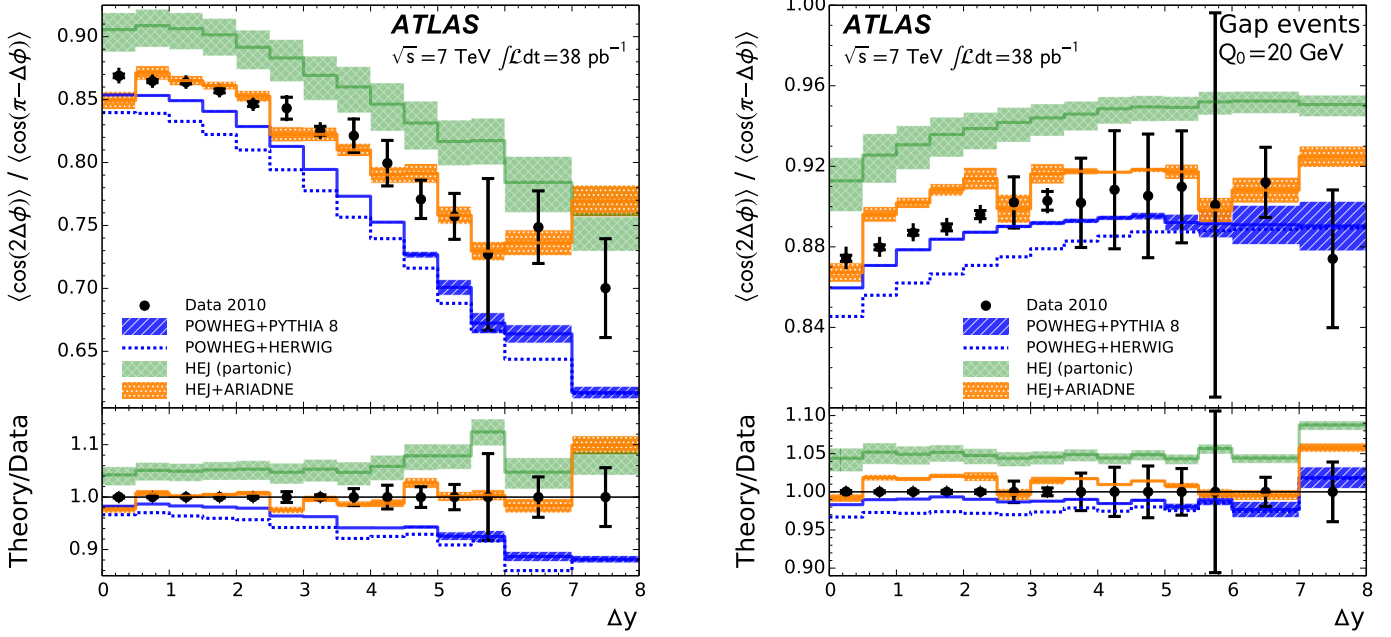 ATLAS
√s = 7 TeV ∫ℒdt = 38 pb⁻¹
⟨cos(2Δϕ)⟩ / ⟨cos(π−Δϕ)⟩
0.90
0.85
0.80
0.75
0.70
0.65
Data 2010
POWHEG+PYTHIA 8
POWHEG+HERWIG
HEJ (partonic)
HEJ+ARIADNE
Theory/Data
1.1
1.0
0.9
0 1 2 3 4 5 6 7 8
Δy
ATLAS
√s = 7 TeV ∫ℒdt = 38 pb⁻¹
Gap events
Q₀ = 20 GeV
⟨cos(2Δϕ)⟩ / ⟨cos(π−Δϕ)⟩
1.00
0.96
0.92
0.88
0.84
Data 2010
POWHEG+PYTHIA 8
POWHEG+HERWIG
HEJ (partonic)
HEJ+ARIADNE
Theory/Data
1.10
1.05
1.00
0.95
0.90
0 1 2 3 4 5 6 7 8
Δy